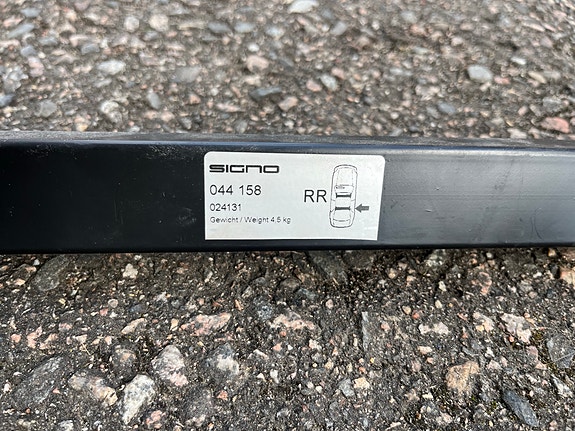 SIGNO
044 158
024131
Gewicht / Weight 4,5 kg
RR